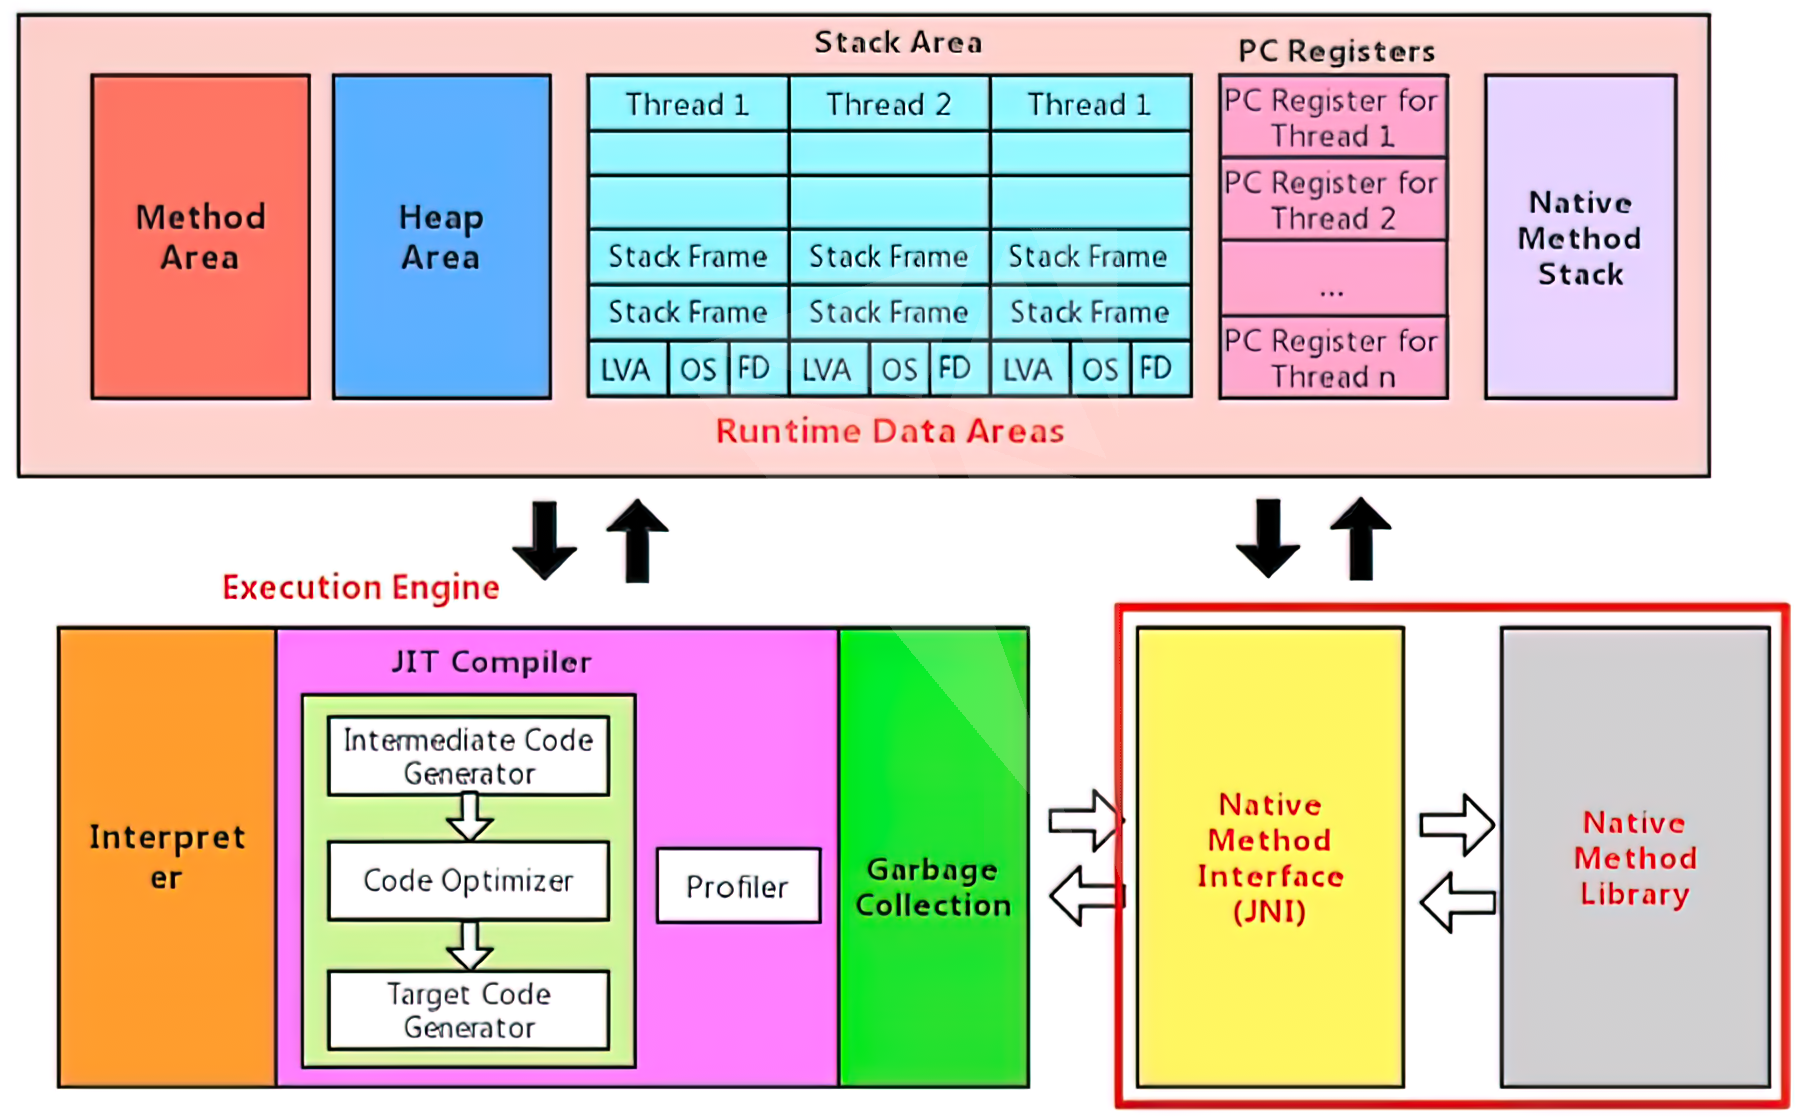 Stack Area
PC Registers
Method
Area
Heap
Area
Thread 1
Thread 2
Thread 1
Stack Frame
Stack Frame
Stack Frame
Stack Frame
Stack Frame
Stack Frame
LVA
OS
FD
LVA
OS
FD
LVA
OS
FD
PC Register for
Thread 1
PC Register for
Thread 2
...
PC Register for
Thread n
Native
Method
Stack
Runtime Data Areas
Execution Engine
Interpret
er
JIT Compiler
Intermediate Code
Generator
Code Optimizer
Target Code
Generator
Profiler
Garbage
Collection
Native
Method
Interface
(JNI)
Native
Method
Library